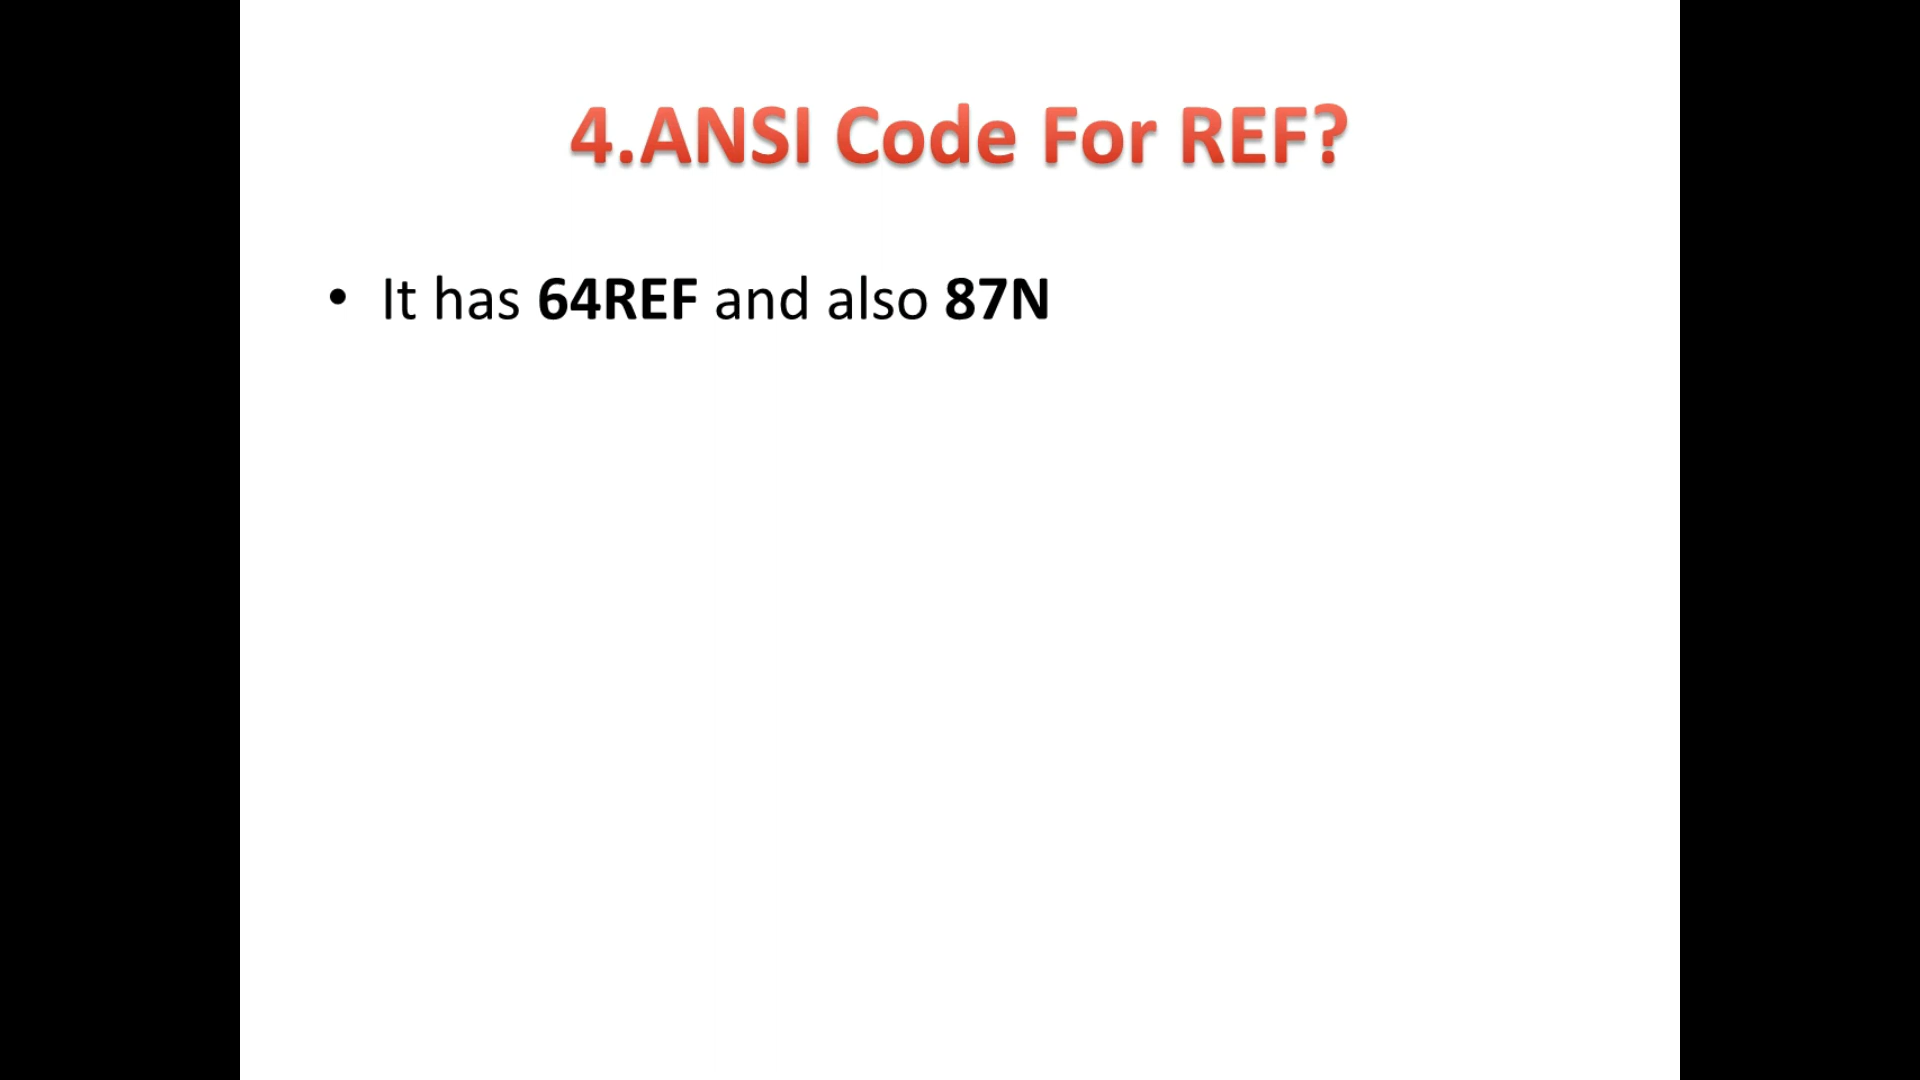 4.ANSI Code For REF?
• It has 64REF and also 87N